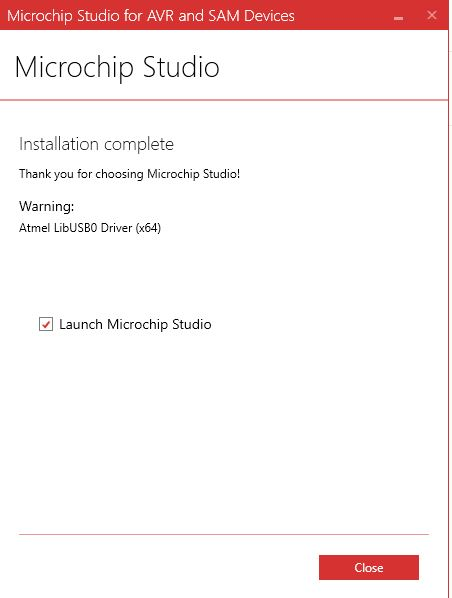 Microchip Studio for AVR and SAM Devices
Microchip Studio
Installation complete
Thank you for choosing Microchip Studio!
Warning:
Atmel LibUSB0 Driver (x64)
Launch Microchip Studio
Close